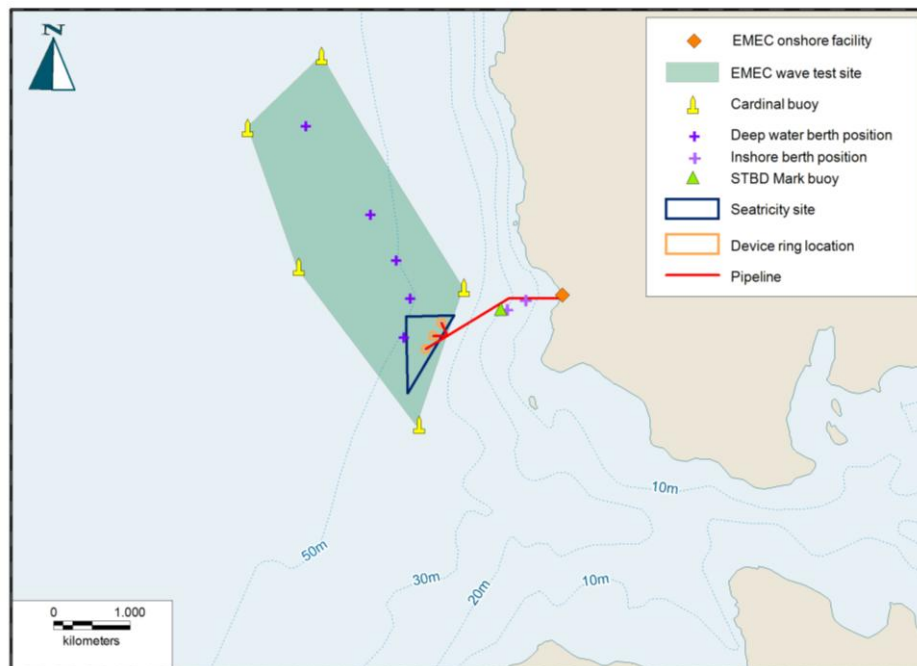 N
EMEC onshore facility
EMEC wave test site
Cardinal buoy
Deep water berth position
Inshore berth position
STBD Mark buoy
Seatricity site
Device ring location
Pipeline
10m
50m
30m
20m
10m
0 1.000
kilometers